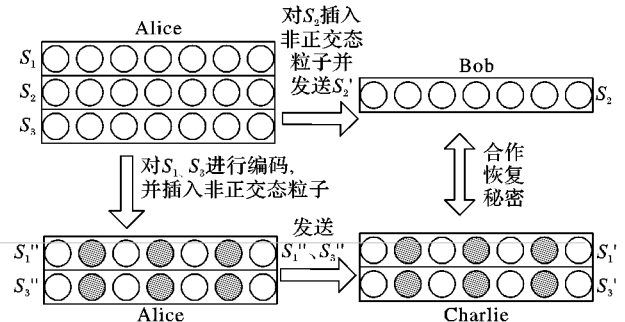 Alice
S₁
S₂
S₃
对S₂插入
非正交态
粒子并
发送S₂'
Bob
S₂
对S₁、S₃进行编码,
并插入非正交态粒子
合作
恢复
秘密
发送
S₁''、S₃''
S₁''
S₃''
Alice
S₁'
S₃'
Charlie